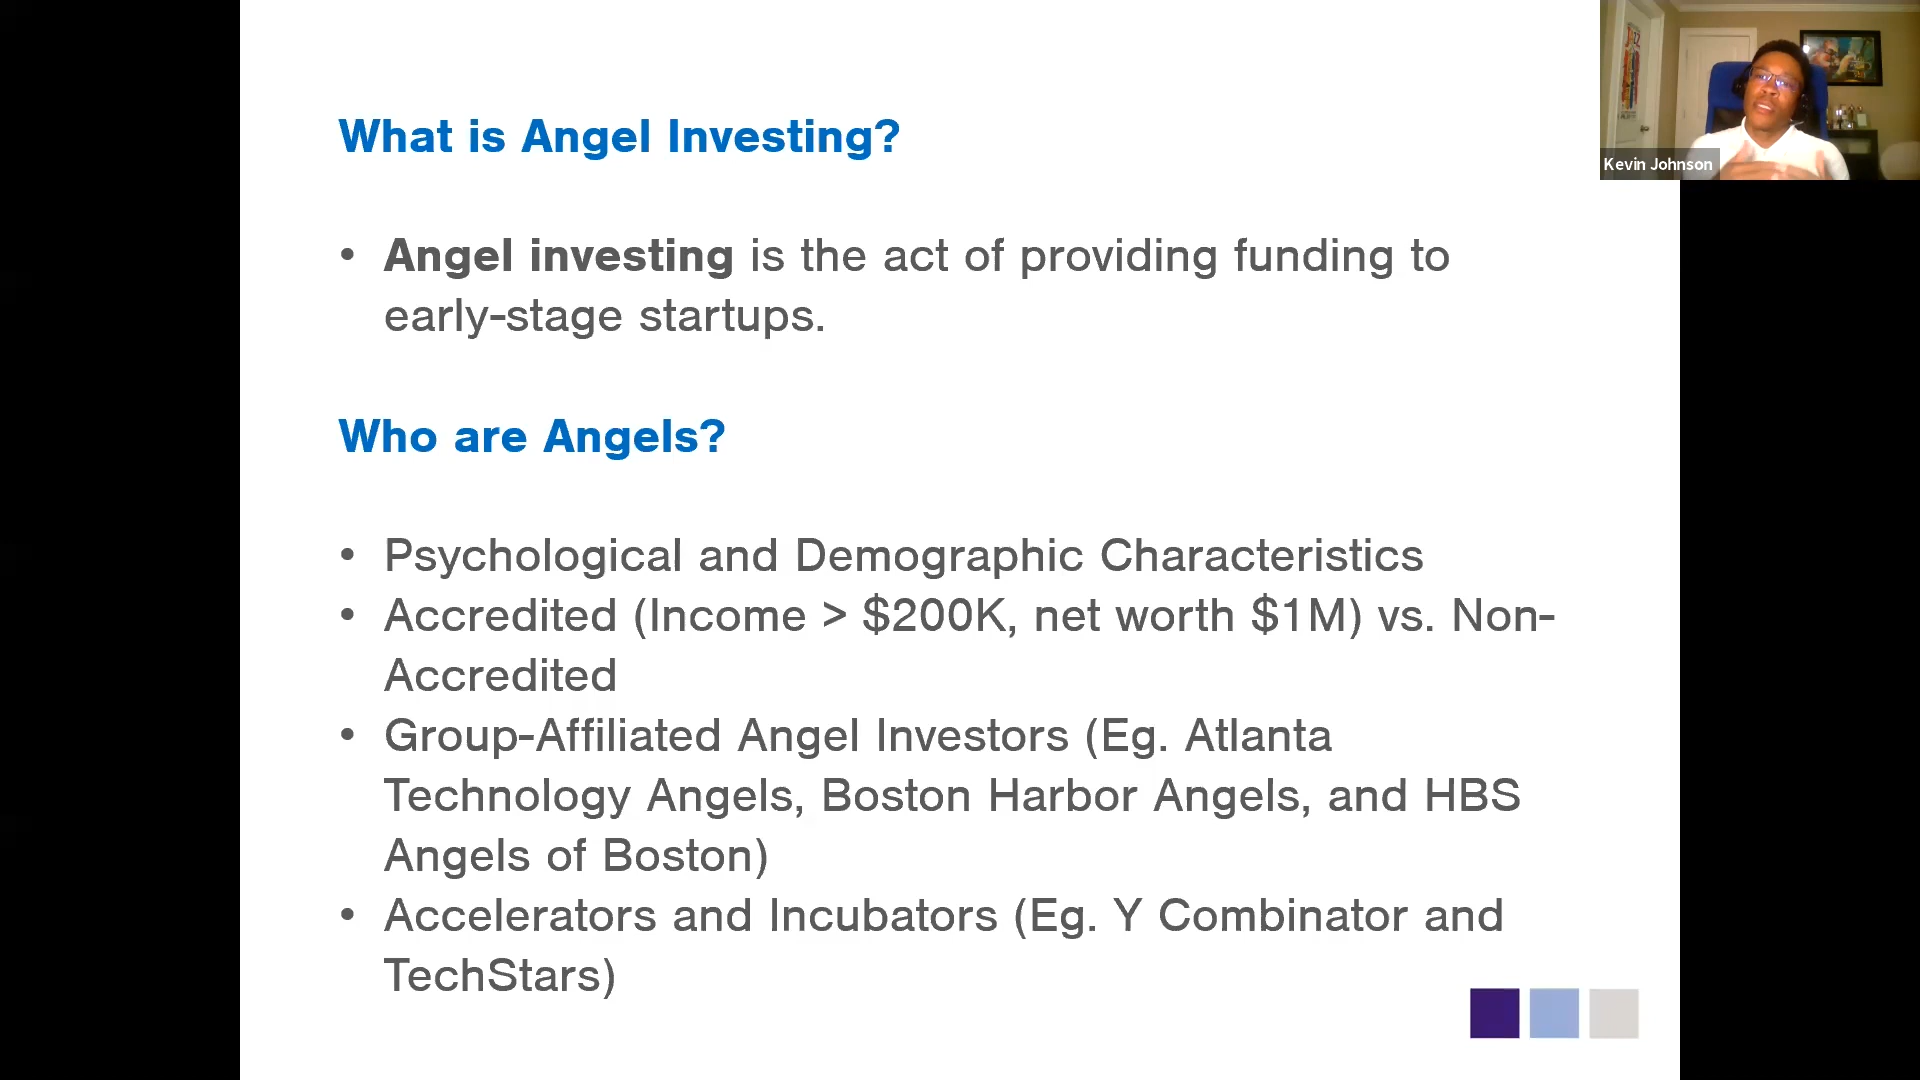 What is Angel Investing?
• Angel investing is the act of providing funding to
early-stage startups.
Who are Angels?
• Psychological and Demographic Characteristics
• Accredited (Income > $200K, net worth $1M) vs. Non-
Accredited
• Group-Affiliated Angel Investors (Eg. Atlanta
Technology Angels, Boston Harbor Angels, and HBS
Angels of Boston)
• Accelerators and Incubators (Eg. Y Combinator and
TechStars)
Kevin Johnson